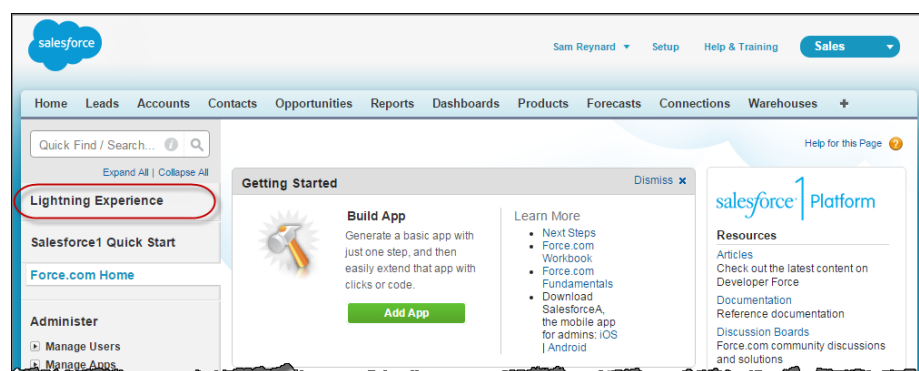 salesforce
Sam Reynard
Setup
Help & Training
Sales
Home Leads Accounts Contacts Opportunities Reports Dashboards Products Forecasts Connections Warehouses +
Quick Find / Search...
Expand All | Collapse All
Lightning Experience
Salesforce1 Quick Start
Force.com Home
Administer
Manage Users
Manage Apps
Help for this Page
Getting Started
Dismiss x
Build App
Generate a basic app with
just one step, and then
easily extend that app with
clicks or code.
Add App
Learn More
Next Steps
Force.com
Workbook
Force.com
Fundamentals
Download
SalesforceA,
the mobile app
for admins: iOS
| Android
salesforce1 Platform
Resources
Articles
Check out the latest content on
Developer Force
Documentation
Reference documentation
Discussion Boards
Force.com community discussions
and solutions